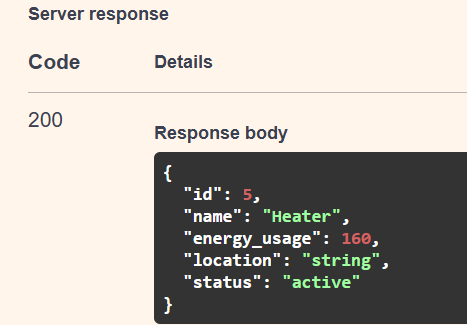 Server response
Code Details
200
Response body
{
  "id": 5,
  "name": "Heater",
  "energy_usage": 160,
  "location": "string",
  "status": "active"
}